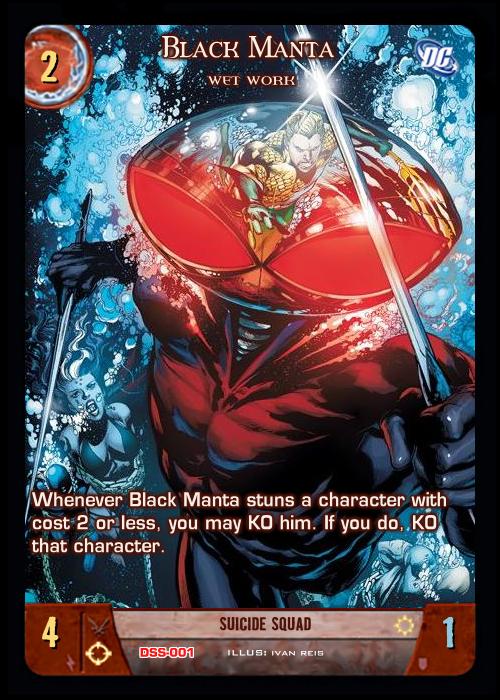 2
BLACK MANTA
WET WORK
DC
Whenever Black Manta stuns a character with
cost 2 or less, you may KO him. If you do, KO
that character.
4
SUICIDE SQUAD
1
DSS-001
ILLUS: IVAN REIS